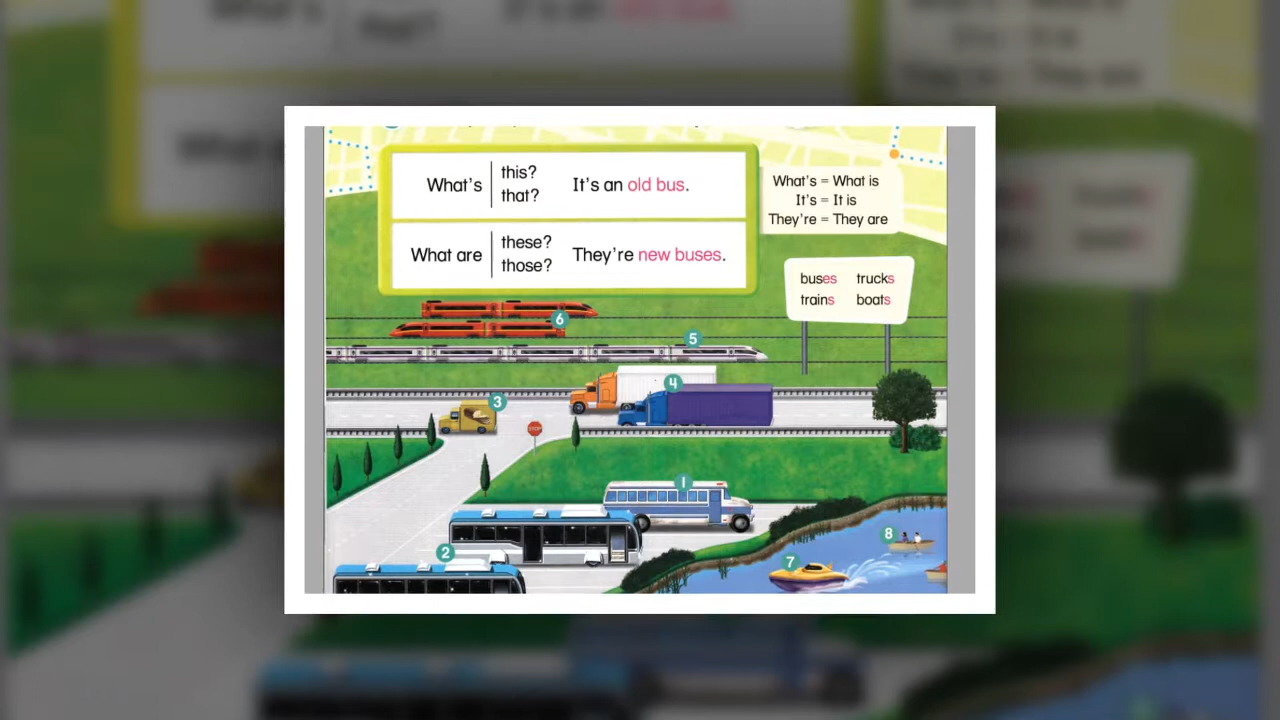 What's
this?
that?
It's an old bus.
What are
these?
those?
They're new buses.
What's = What is
It's = It is
They're = They are
buses trucks
trains boats
6
5
4
3
STOP
1
2
8
7